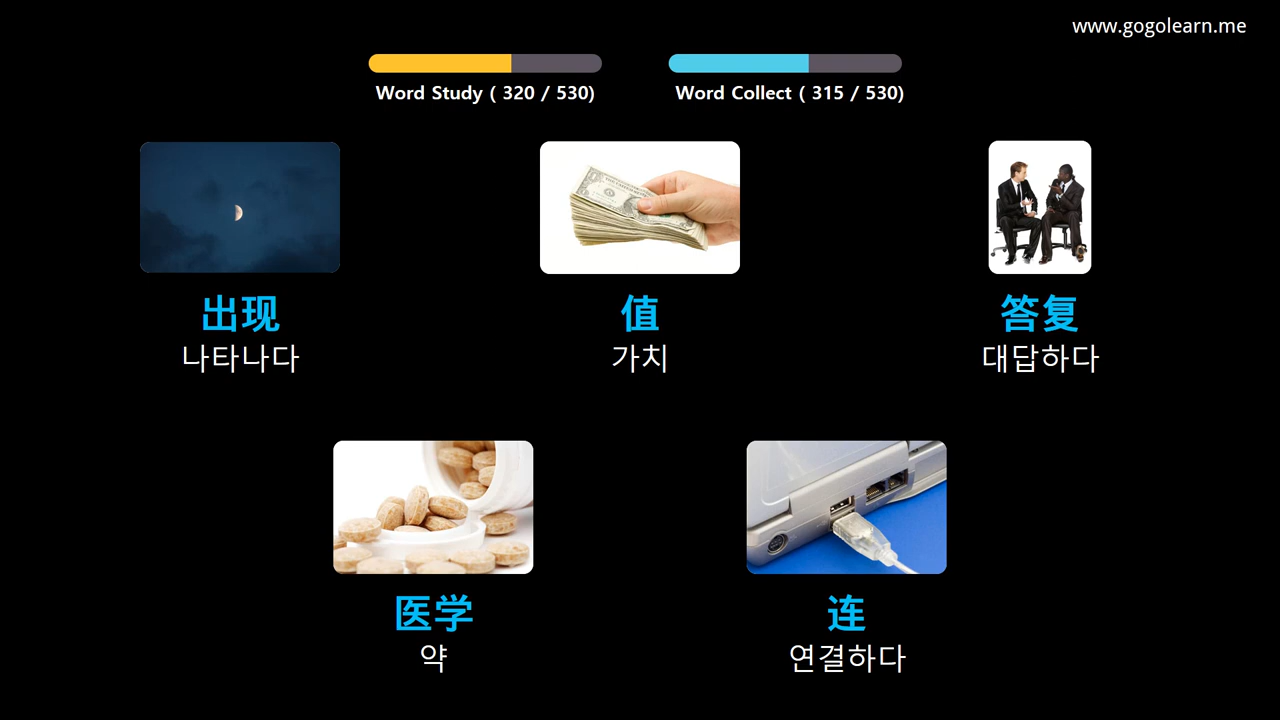 www.gogolearn.me
Word Study ( 320 / 530)
Word Collect ( 315 / 530)
出现
나타나다
值
가치
答复
대답하다
医学
약
连
연결하다